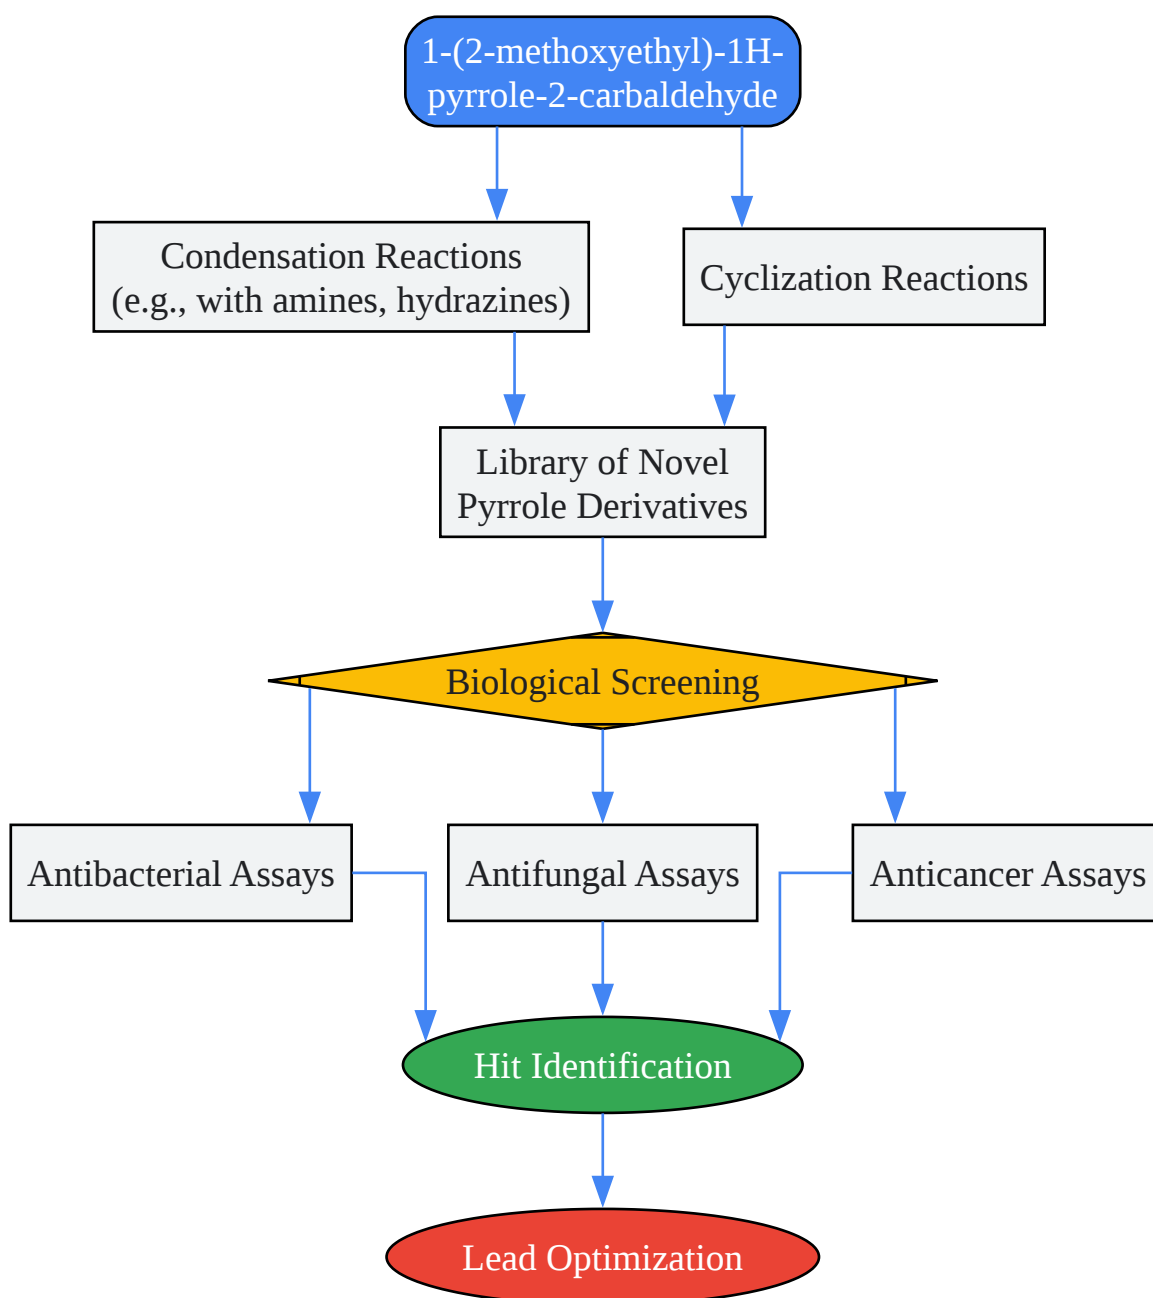 1-(2-methoxyethyl)-1H-
pyrrole-2-carbaldehyde
Condensation Reactions
(e.g., with amines, hydrazines)
Cyclization Reactions
Library of Novel
Pyrrole Derivatives
Biological Screening
Antibacterial Assays
Antifungal Assays
Anticancer Assays
Hit Identification
Lead Optimization